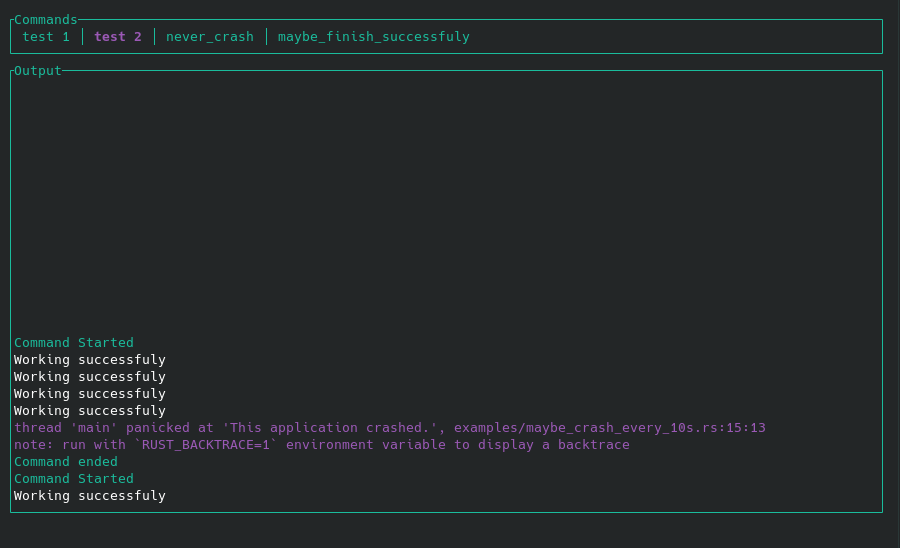 Commands
test 1 │ test 2 │ never_crash │ maybe_finish_successfuly
Output
Command Started
Working successfuly
Working successfuly
Working successfuly
Working successfuly
thread 'main' panicked at 'This application crashed.', examples/maybe_crash_every_10s.rs:15:13
note: run with `RUST_BACKTRACE=1` environment variable to display a backtrace
Command ended
Command Started
Working successfuly